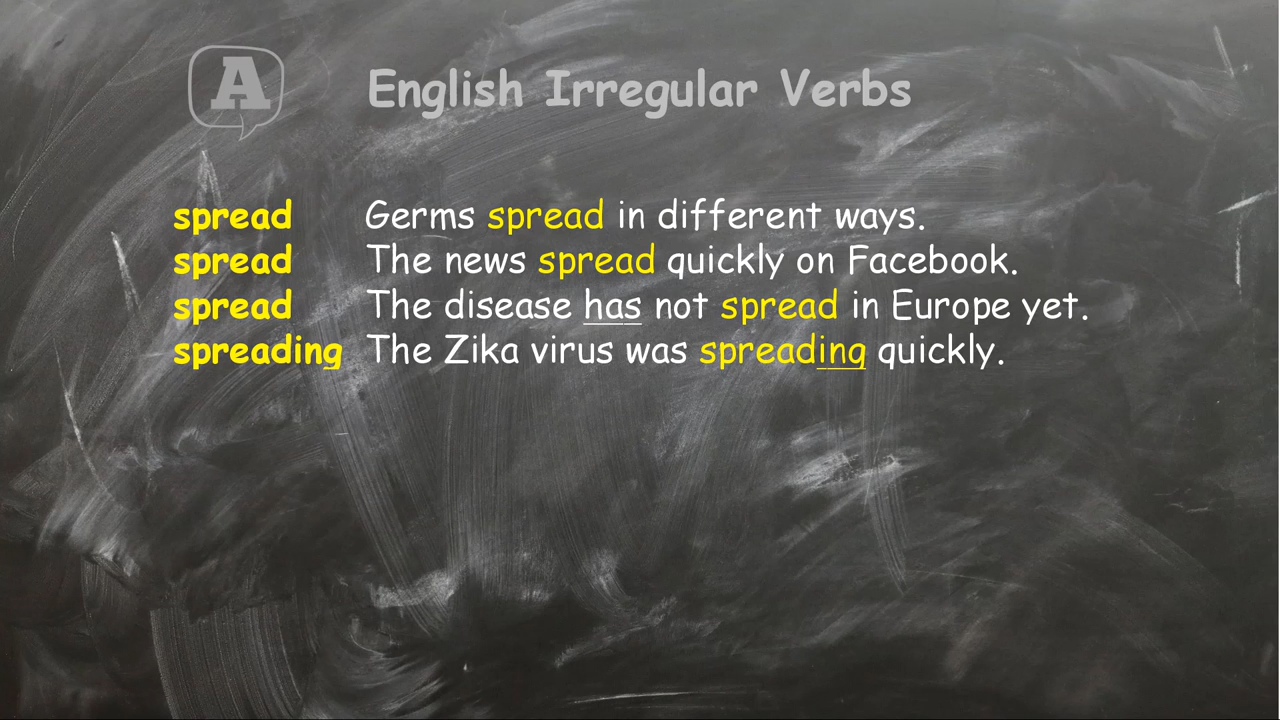 A English Irregular Verbs
spread Germs spread in different ways.
spread The news spread quickly on Facebook.
spread The disease has not spread in Europe yet.
spreading The Zika virus was spreading quickly.